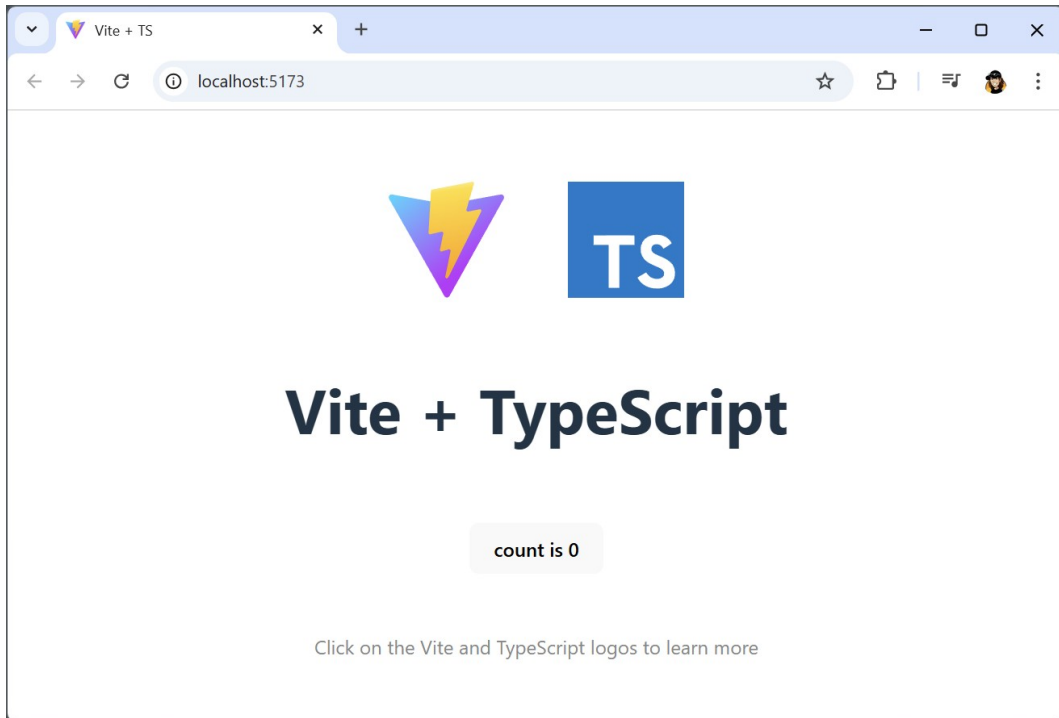 Vite + TS
localhost:5173
TS
Vite + TypeScript
count is 0
Click on the Vite and TypeScript logos to learn more